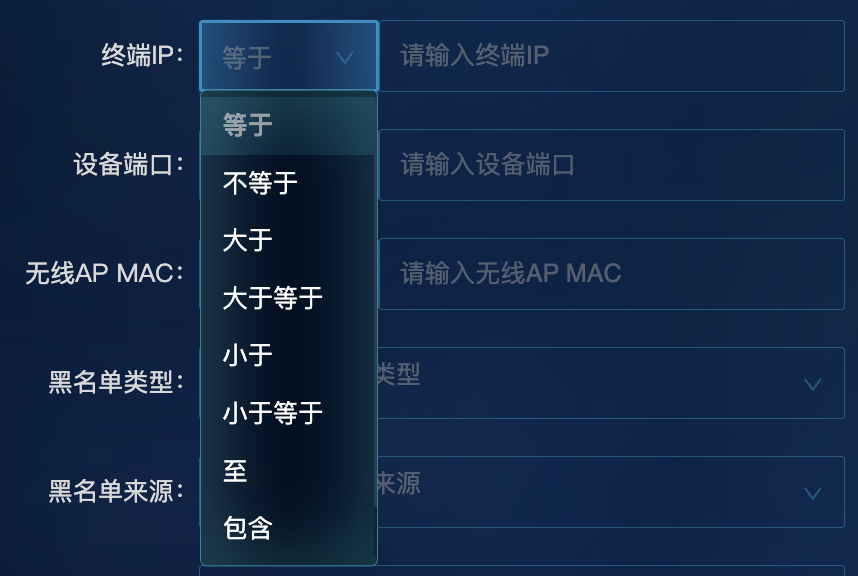 终端IP： 等于 请输入终端IP
等于
设备端口： 请输入设备端口
不等于
大于
无线AP MAC： 请输入无线AP MAC
大于等于
小于
黑名单类型： 类型
小于等于
至
黑名单来源： 来源
包含